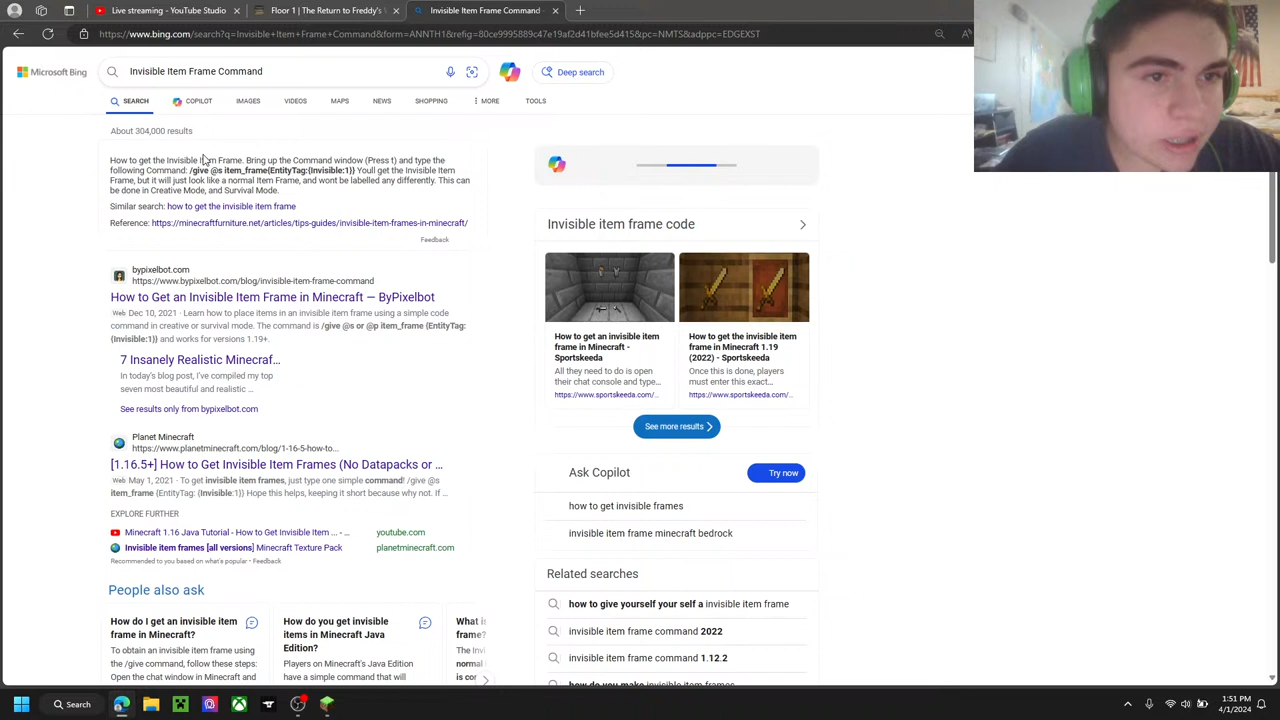 Live streaming -
Floor 1 | Return to Freddy's
Invisible Item Frame Command
https://www.bing.com/search?q=Invisible+Item+Frame+Command&form=ANNTH1&refig=80ce9995889c47e19af2d41bfee5d415&pc=NMTS&adppc=EDGEXST
Microsoft Bing
Invisible Item Frame Command
Deep search
SEARCH COPILOT IMAGES VIDEOS MAPS NEWS SHOPPING MORE TOOLS
About 304,000 results
How to get the Invisible Item Frame. Bring up the Command window (Press t) and type the
following Command: /give @s item_frame{EntityTag:{Invisible:1}} Youll get the Invisible Item
Frame, but it will just look like a normal Item Frame, and wont be labelled any differently. This can
be done in Creative Mode, and Survival Mode.
Similar search: how to get the invisible item frame
Reference: https://minecraftfurniture.net/articles/tips-guides/invisible-item-frames-in-minecraft/
Feedback
bypixelbot.com
https://www.bypixelbot.com/blog/invisible-item-frame-command
How to Get an Invisible Item Frame in Minecraft — ByPixelbot
Web Dec 10, 2021 · Learn how to place items in an invisible item frame using a simple code
command in creative or survival mode. The command is /give @s or @p item_frame {EntityTag:
{Invisible:1}} and works for versions 1.19+.
7 Insanely Realistic Minecraf...
In today's blog post, I've compiled my top
seven most beautiful and realistic ...
See results only from bypixelbot.com
Planet Minecraft
https://www.planetminecraft.com/blog/1-16-5-how-to...
[1.16.5+] How to Get Invisible Item Frames (No Datapacks or ...
Web May 1, 2021 · To get invisible item frames, just type one simple command! /give @s
item_frame {EntityTag: {Invisible:1}} Hope this helps, keeping it short because why not. If ...
EXPLORE FURTHER
Minecraft 1.16 Java Tutorial - How to Get Invisible Item ... - ... youtube.com
Invisible item frames [all versions] Minecraft Texture Pack planetminecraft.com
Recommended to you based on what's popular • Feedback
People also ask
How do I get an invisible item
frame in Minecraft?
To obtain an invisible item frame using
the /give command, follow these steps:
Open the chat window in Minecraft and
How do you get invisible
items in Minecraft Java
Edition?
Players on Minecraft's Java Edition
have a simple command that will
What is
frame?
The Invi
normal
is cor
Invisible item frame code
How to get an invisible item
frame in Minecraft -
Sportskeeda
All they need to do is open
their chat console and type...
https://www.sportskeeda.com/..
How to get the invisible item
frame in Minecraft 1.19
(2022) - Sportskeeda
Once this is done, players
must enter this exact...
https://www.sportskeeda.com/...
See more results
Ask Copilot
Try now
how to get invisible frames
invisible item frame minecraft bedrock
Related searches
how to give yourself your self a invisible item frame
invisible item frame command 2022
invisible item frame command 1.12.2
how do you make invisible item frames
Search
1:51 PM
4/1/2024